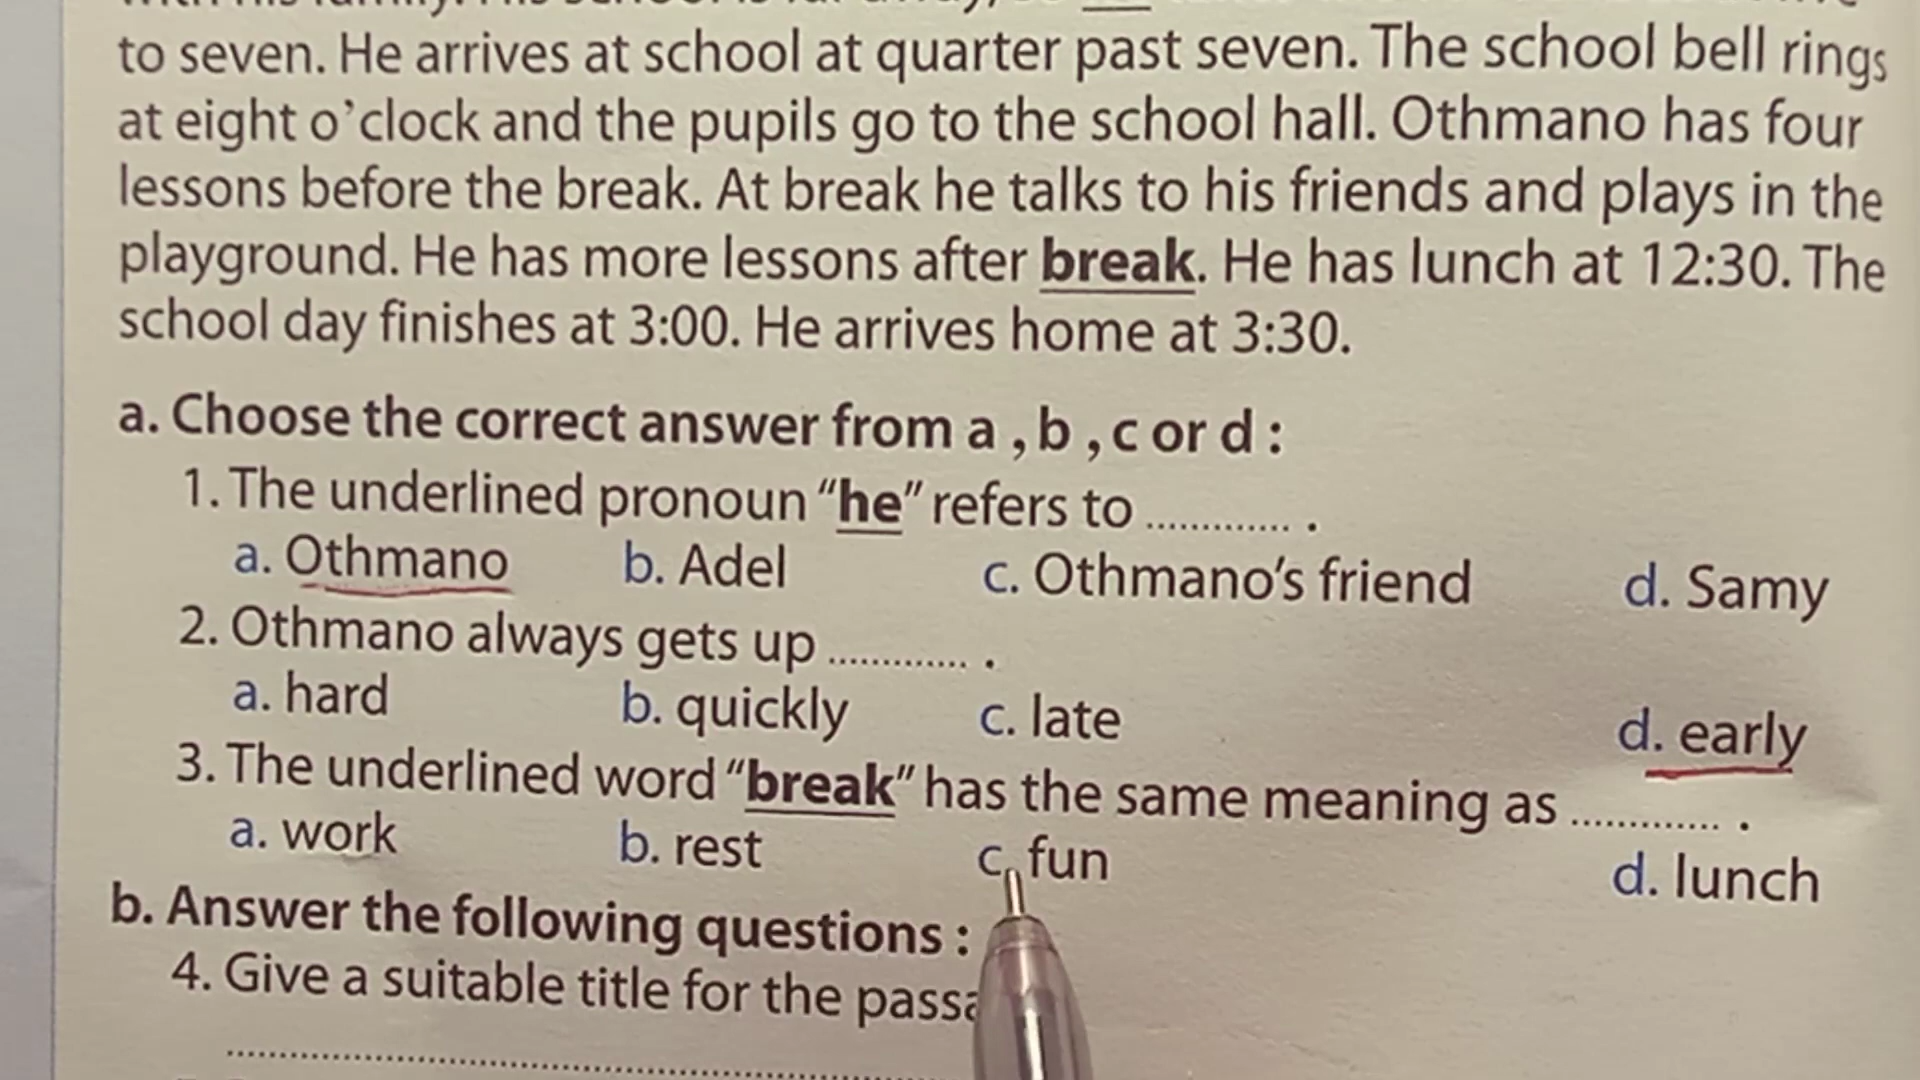 to seven. He arrives at school at quarter past seven. The school bell rings
at eight o'clock and the pupils go to the school hall. Othmano has four
lessons before the break. At break he talks to his friends and plays in the
playground. He has more lessons after break. He has lunch at 12:30. The
school day finishes at 3:00. He arrives home at 3:30.
a. Choose the correct answer from a , b , c or d :
1. The underlined pronoun "he" refers to ............. .
a. Othmano b. Adel c. Othmano's friend d. Samy
2. Othmano always gets up ............. .
a. hard b. quickly c. late d. early
3. The underlined word "break" has the same meaning as ............. .
a. work b. rest c. fun d. lunch
b. Answer the following questions :
4. Give a suitable title for the